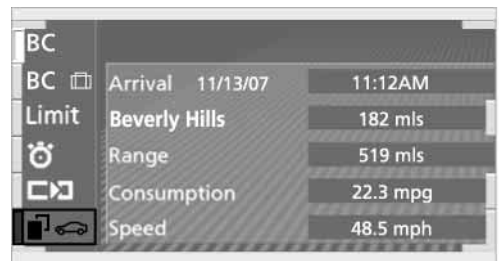 BC
BC
Limit
Arrival 11/13/07 11:12AM
Beverly Hills 182 mls
Range 519 mls
Consumption 22.3 mpg
Speed 48.5 mph